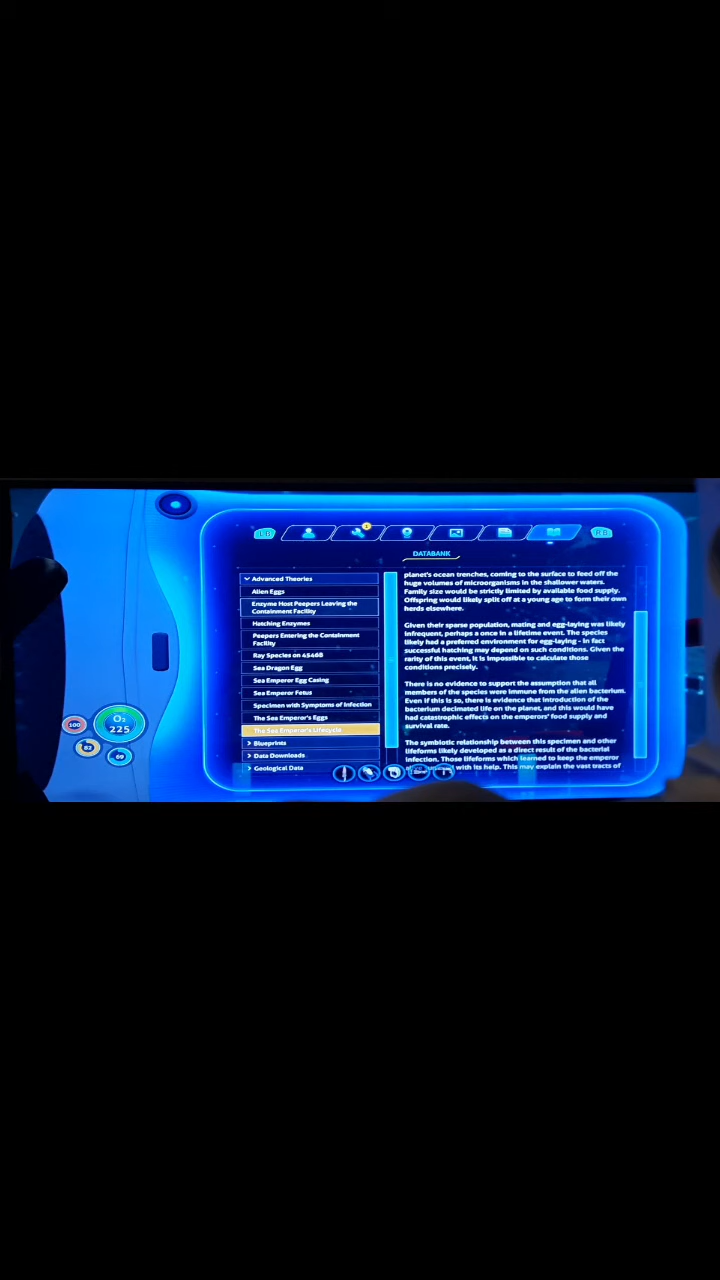 LB
1
RB
DATABANK
Advanced Theories
Alien Eggs
Enzyme Host Peepers Leaving the
Containment Facility
Hatching Enzymes
Peepers Entering the Containment
Facility
Ray Species on 4546B
Sea Dragon Egg
Sea Emperor Egg Casing
Sea Emperor Fetus
Specimen with Symptoms of Infection
The Sea Emperor's Eggs
The Sea Emperor's Lifecycle
Blueprints
Data Downloads
Geological Data
planet's ocean trenches, coming to the surface to feed off the
huge volumes of microorganisms in the shallower waters.
Family size would be strictly limited by available food supply.
Offspring would likely split off at a young age to form their own
herds elsewhere.
Given their sparse population, mating and egg-laying was likely
infrequent, perhaps a once in a lifetime event. The species
likely had a preferred environment for egg-laying - in fact
successful hatching may depend on such conditions. Given the
rarity of this event, it is impossible to calculate those
conditions precisely.
There is no evidence to support the assumption that all
members of the species were immune from the alien bacterium.
Even if this is so, there is evidence that introduction of the
bacterium decimated life on the planet, and this would have
had catastrophic effects on the emperors' food supply and
survival rate.
The symbiotic relationship between this specimen and other
lifeforms likely developed as a direct result of the bacterial
infection. Those lifeforms which learned to keep the emperor
with its help. This may explain the vast tracts of
O₂
225
100
82
69